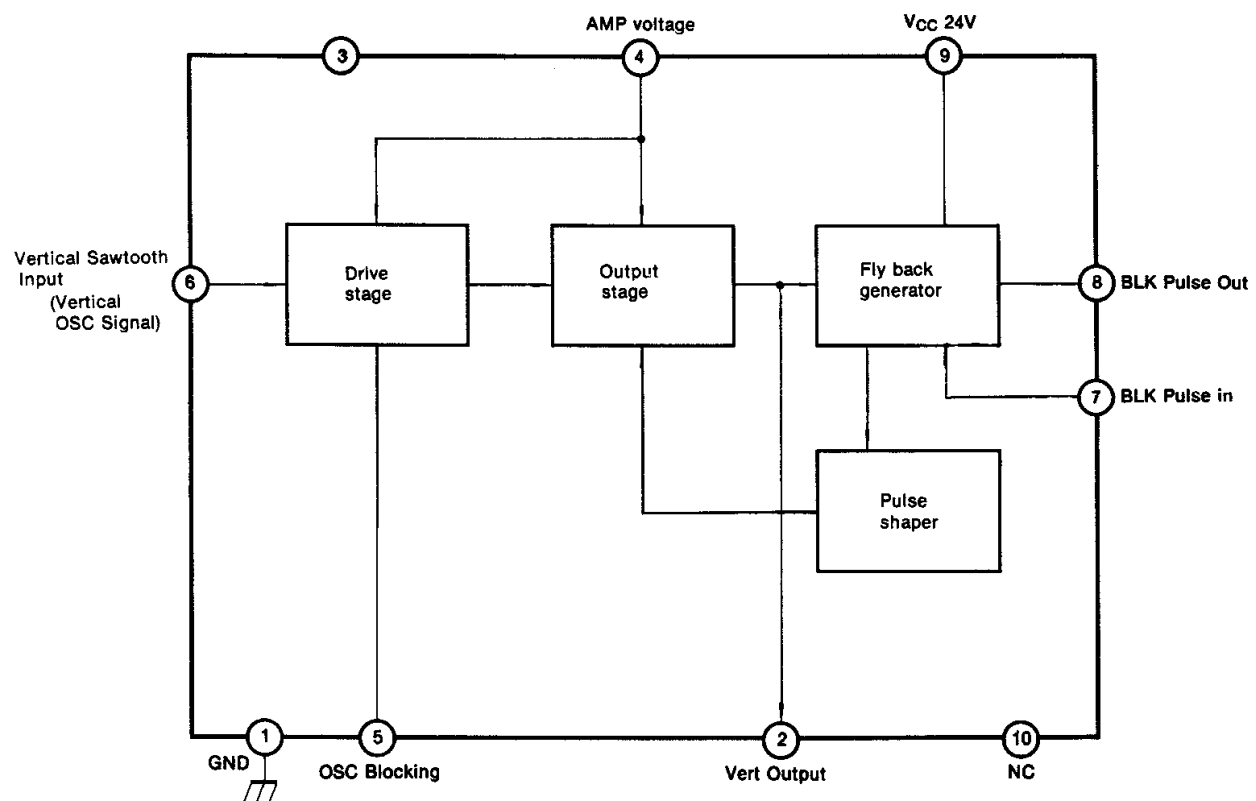 AMP voltage
VCC 24V
3
4
9
Vertical Sawtooth
Input
(Vertical
OSC Signal)
6
Drive
stage
Output
stage
Fly back
generator
8
BLK Pulse Out
7
BLK Pulse in
Pulse
shaper
1
5
2
10
GND
OSC Blocking
Vert Output
NC